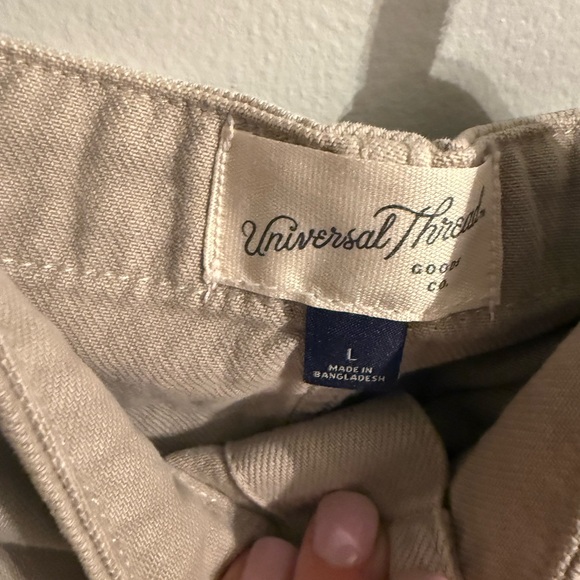 Universal Thread
GOODS
CO.
L
MADE IN
BANGLADESH